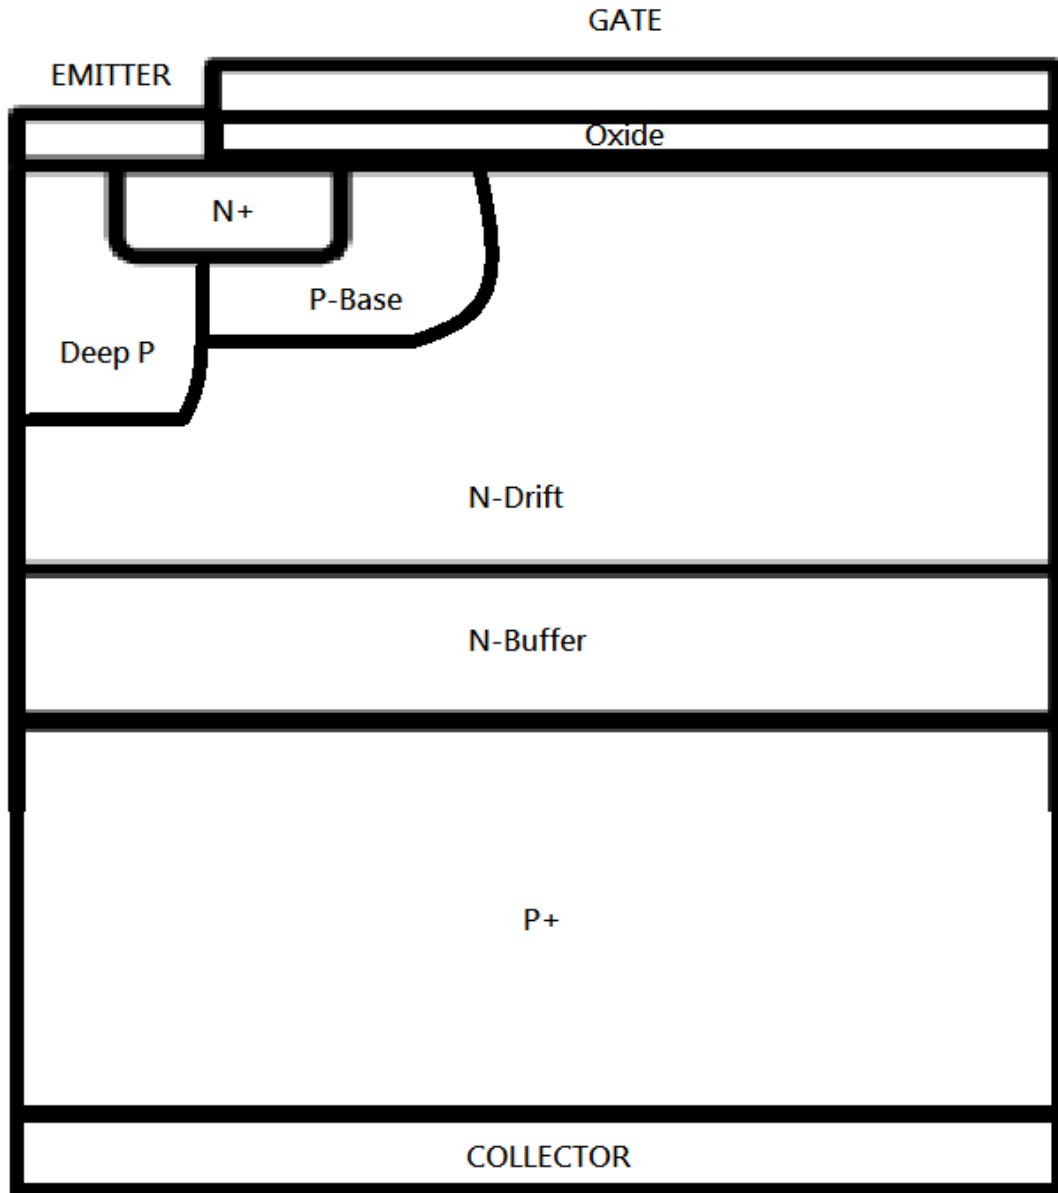 GATE
EMITTER
Oxide
N+
P-Base
Deep P
N-Drift
N-Buffer
P+
COLLECTOR